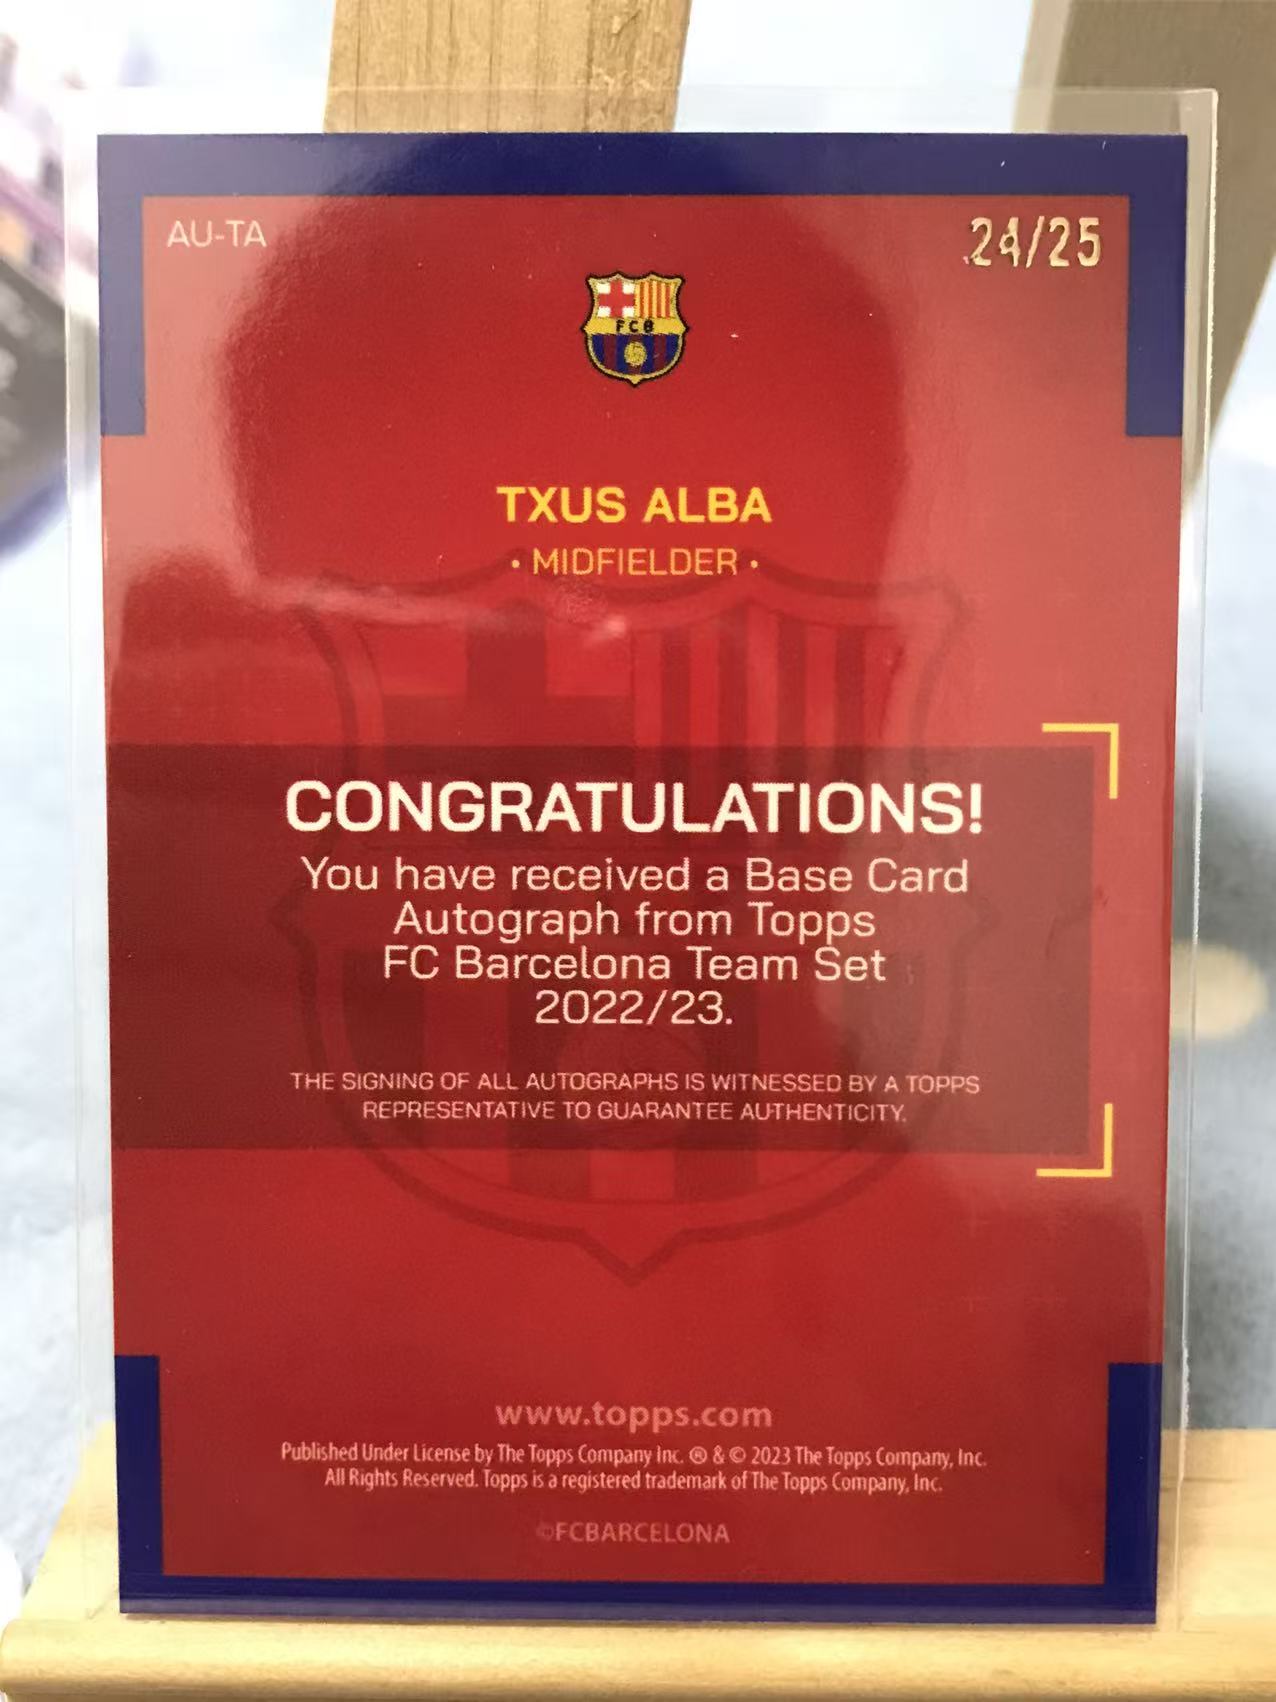 AU-TA
24/25
FCB
TXUS ALBA
• MIDFIELDER •
CONGRATULATIONS!
You have received a Base Card
Autograph from Topps
FC Barcelona Team Set
2022/23.
THE SIGNING OF ALL AUTOGRAPHS IS WITNESSED BY A TOPPS
REPRESENTATIVE TO GUARANTEE AUTHENTICITY.
www.topps.com
Published Under License by The Topps Company Inc. ® & © 2023 The Topps Company, Inc.
All Rights Reserved. Topps is a registered trademark of The Topps Company, Inc.
©FCBARCELONA